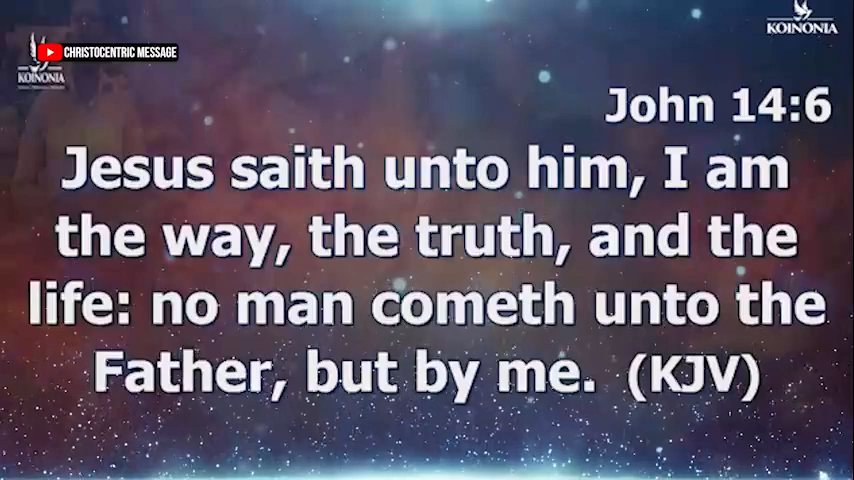 CHRISTOCENTRIC MESSAGE
KOINONIA
KOINONIA
John 14:6
Jesus saith unto him, I am
the way, the truth, and the
life: no man cometh unto the
Father, but by me. (KJV)